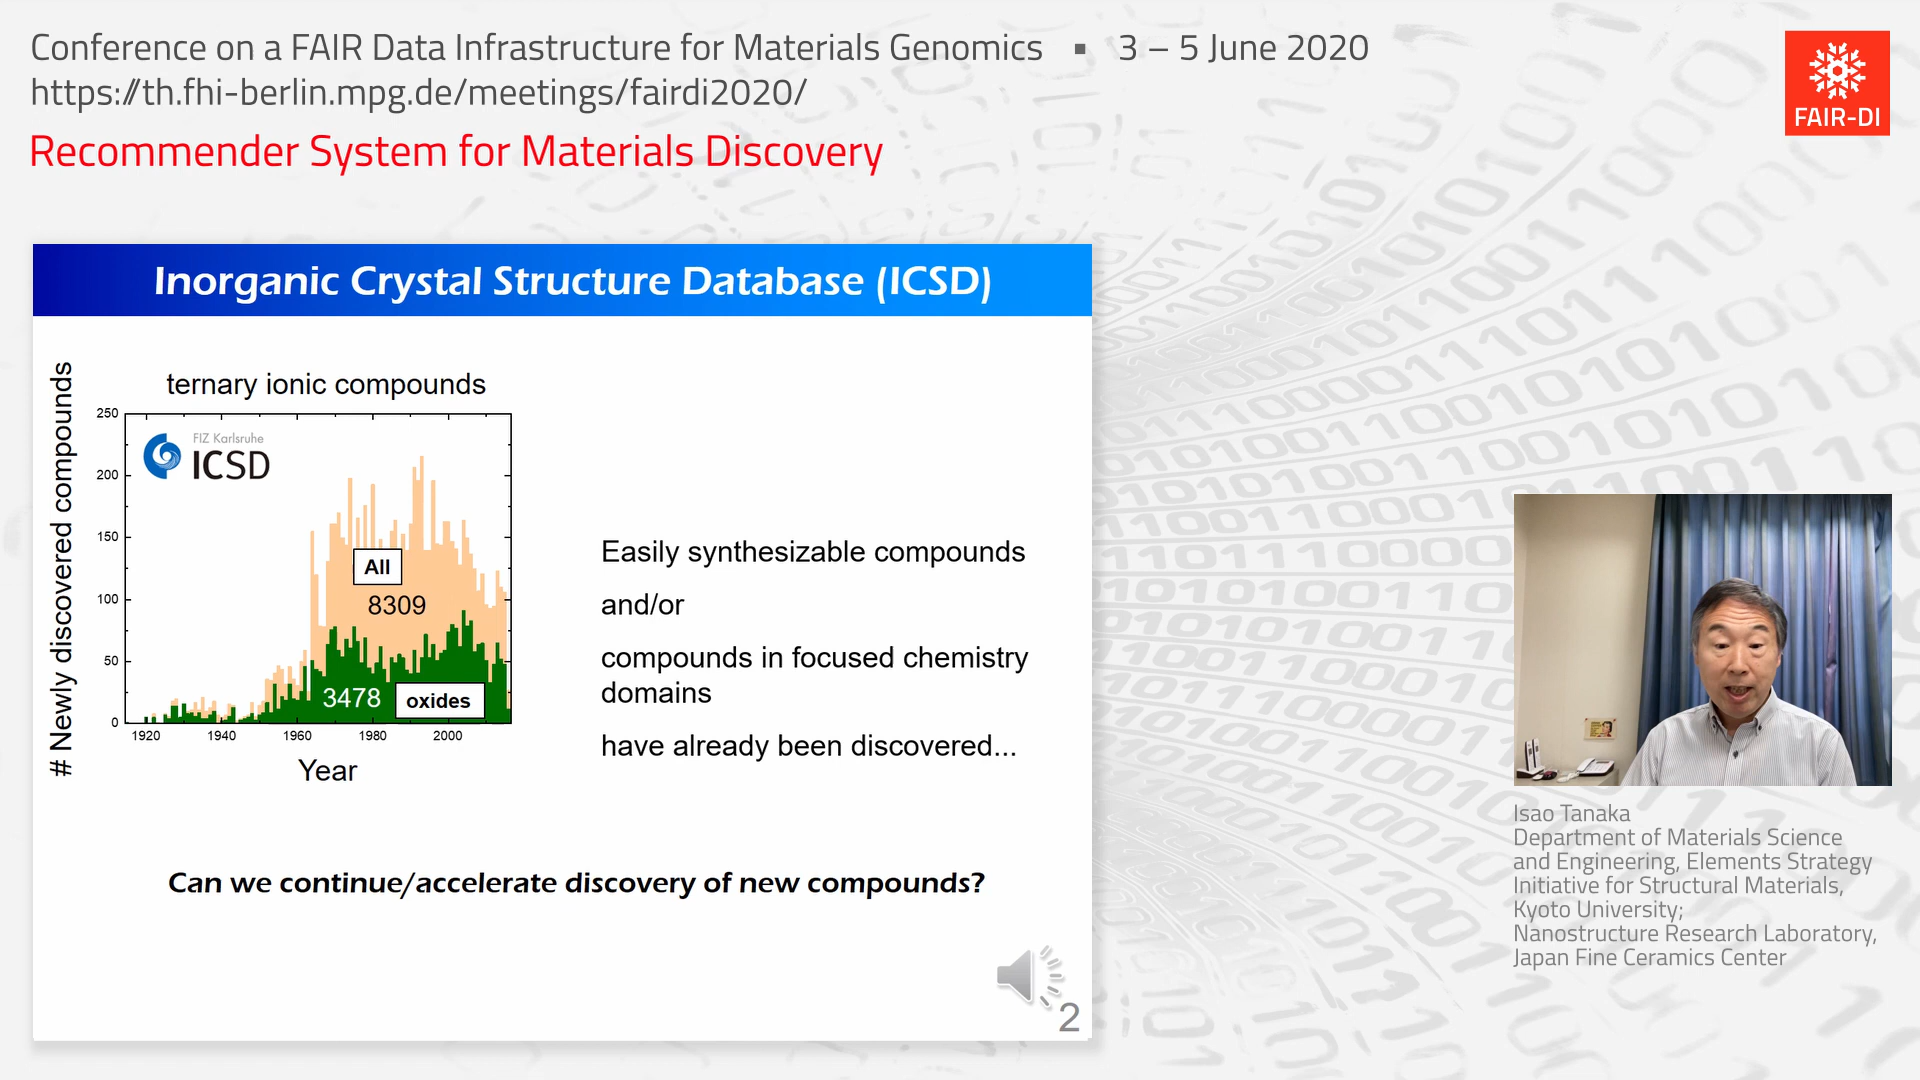 Conference on a FAIR Data Infrastructure for Materials Genomics ▪ 3 – 5 June 2020
https://th.fhi-berlin.mpg.de/meetings/fairdi2020/
Recommender System for Materials Discovery
FAIR-DI
Inorganic Crystal Structure Database (ICSD)
# Newly discovered compounds
ternary ionic compounds
250
200
150
100
50
0
FIZ Karlsruhe
ICSD
All
8309
3478
oxides
1920 1940 1960 1980 2000
Year
Easily synthesizable compounds
and/or
compounds in focused chemistry
domains
have already been discovered...
Can we continue/accelerate discovery of new compounds?
2
Isao Tanaka
Department of Materials Science
and Engineering, Elements Strategy
Initiative for Structural Materials,
Kyoto University;
Nanostructure Research Laboratory,
Japan Fine Ceramics Center